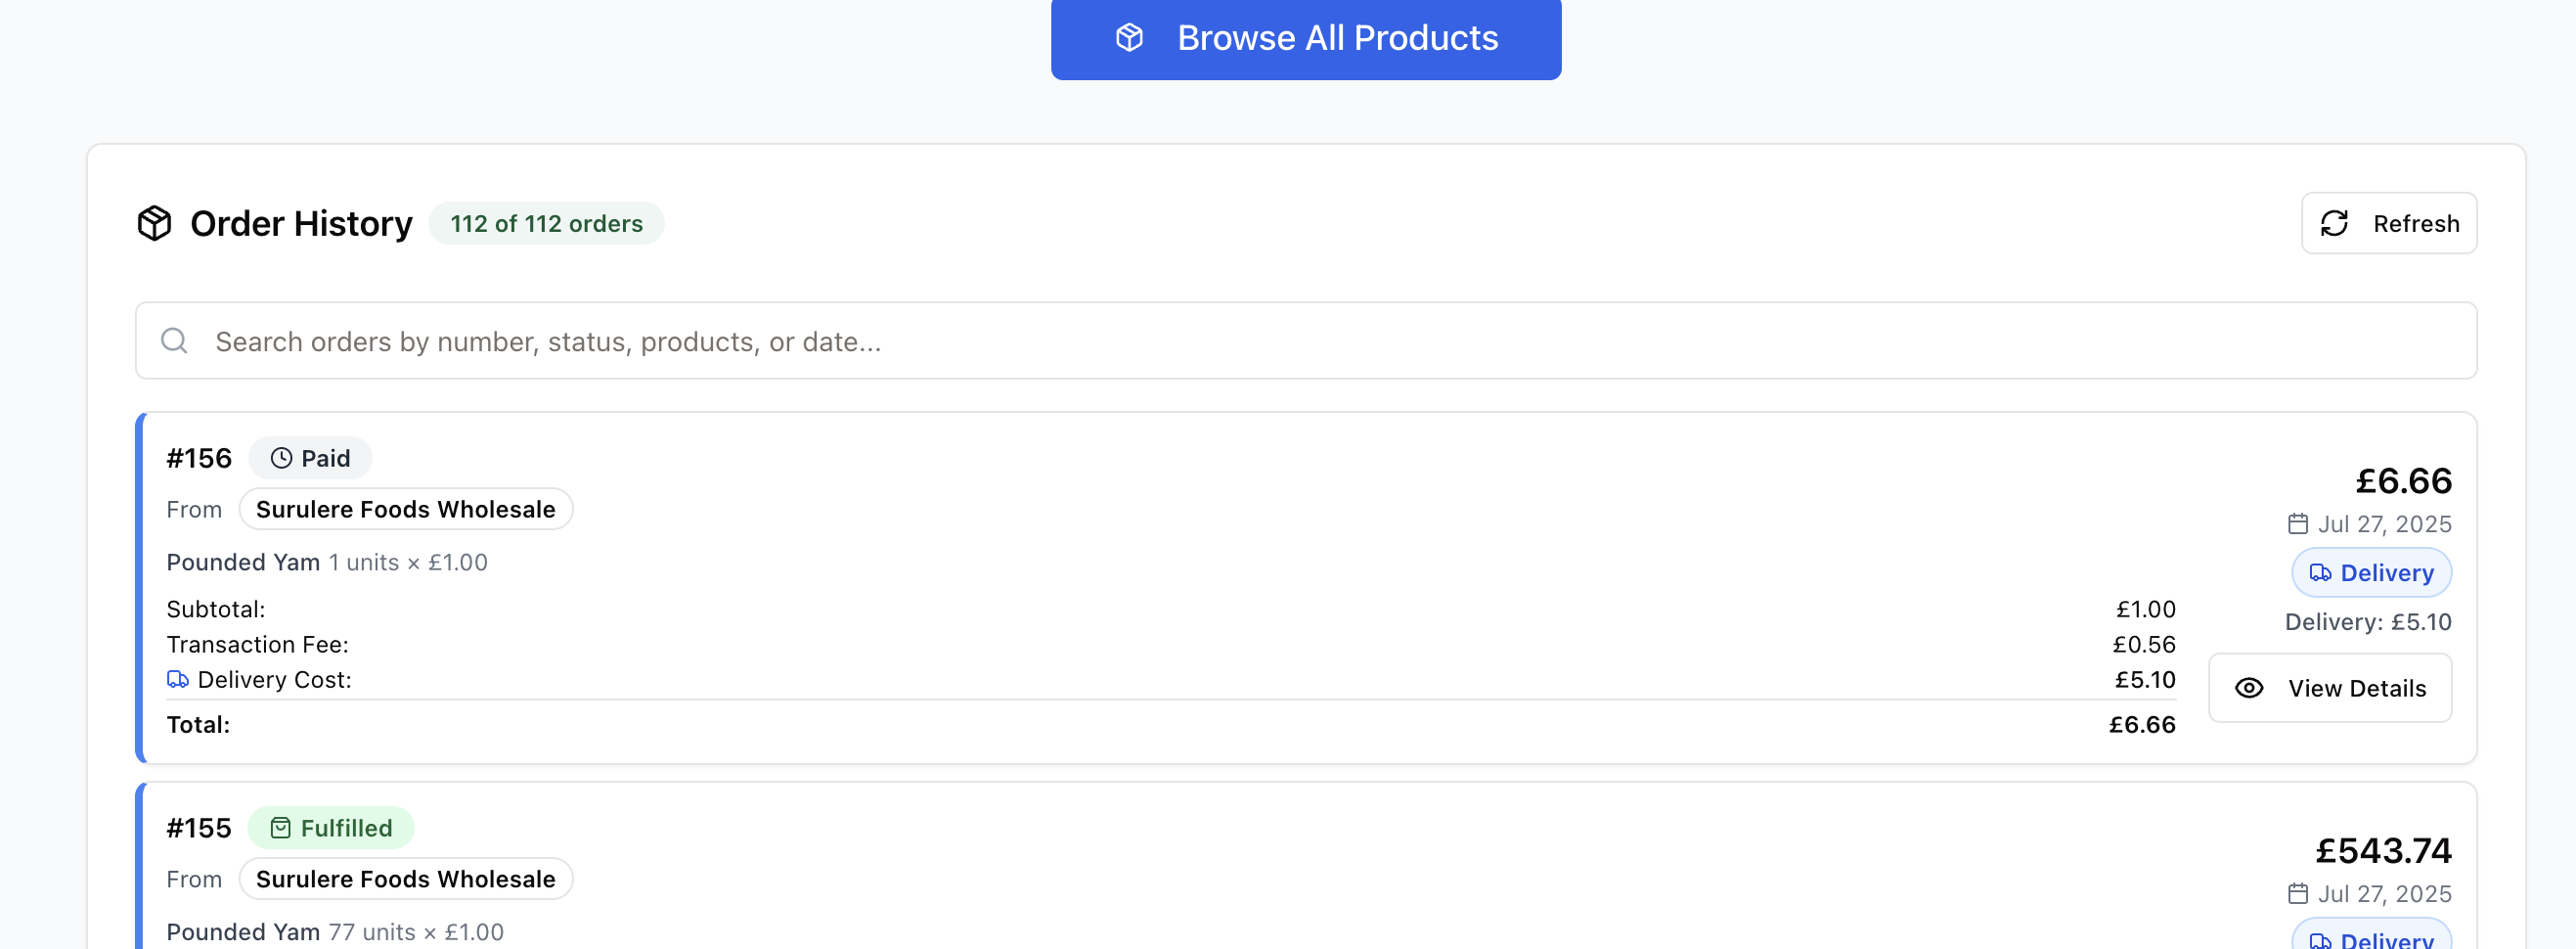 Browse All Products
Order History 112 of 112 orders
Refresh
Search orders by number, status, products, or date...
#156 Paid
From Surulere Foods Wholesale
Pounded Yam 1 units × £1.00
Subtotal: £1.00
Transaction Fee: £0.56
Delivery Cost: £5.10
Total: £6.66
£6.66
Jul 27, 2025
Delivery
Delivery: £5.10
View Details
#155 Fulfilled
From Surulere Foods Wholesale
Pounded Yam 77 units × £1.00
£543.74
Jul 27, 2025
Delivery